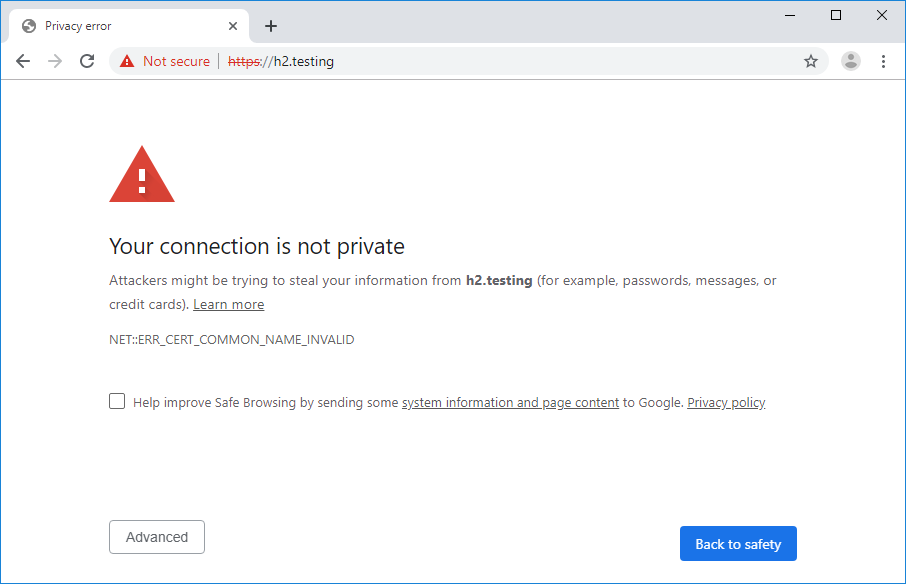 Privacy error
Not secure | https://h2.testing
Your connection is not private
Attackers might be trying to steal your information from h2.testing (for example, passwords, messages, or
credit cards). Learn more
NET::ERR_CERT_COMMON_NAME_INVALID
Help improve Safe Browsing by sending some system information and page content to Google. Privacy policy
Advanced
Back to safety